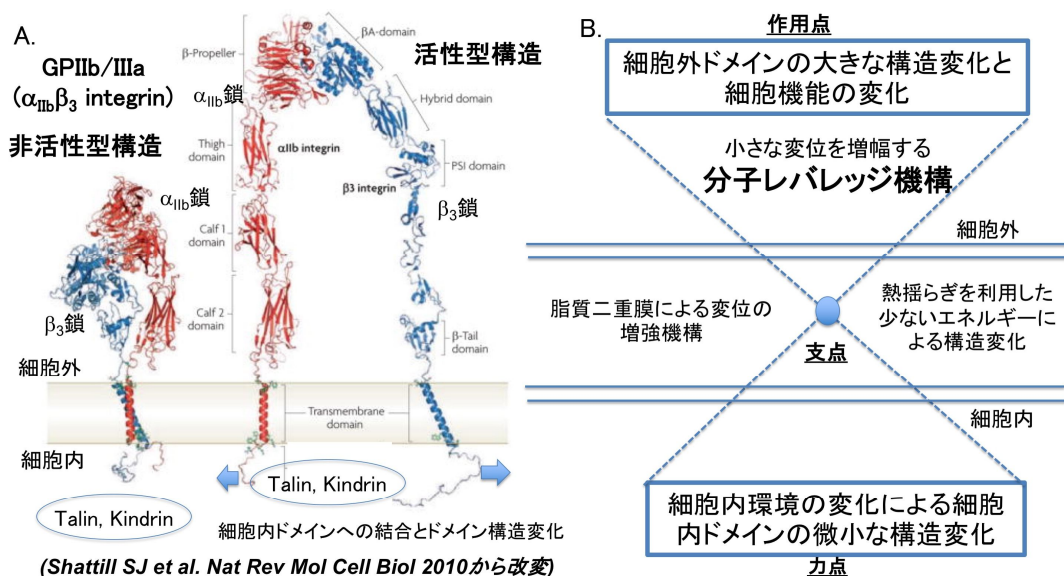 A.
GPIIb/IIIa
(αIIbβ3 integrin)
非活性型構造
αIIb鎖
β3鎖
細胞外
細胞内
Talin, Kindrin
活性型構造
β-Propeller
αIIb鎖
βA-domain
Hybrid domain
Thigh
domain
αIIb integrin
PSI domain
β3 integrin
β3鎖
Calf 1
domain
Calf 2
domain
β-Tail
domain
Transmembrane
domain
Talin, Kindrin
細胞内ドメインへの結合とドメイン構造変化
(Shattill SJ et al. Nat Rev Mol Cell Biol 2010から改変)
B.
作用点
細胞外ドメインの大きな構造変化と
細胞機能の変化
小さな変位を増幅する
分子レバレッジ機構
細胞外
脂質二重膜による変位の
増強機構
熱揺らぎを利用した
少ないエネルギーに
よる構造変化
支点
細胞内
細胞内環境の変化による細胞
内ドメインの微小な構造変化
力点